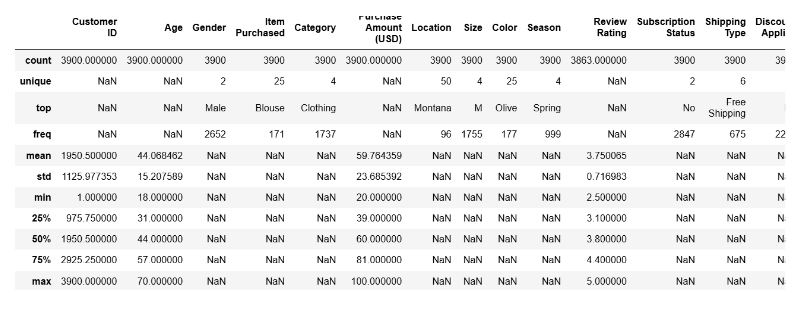 Customer ID Age Gender Item Purchased Category Purchase Amount (USD) Location Size Color Season Review Rating Subscription Status Shipping Type
count 3900.000000 3900.000000 3900 3900 3900 3900.000000 3900 3900 3900 3900 3863.000000 3900 3900
unique NaN NaN 2 25 4 NaN 50 4 25 4 NaN 2 6
top NaN NaN Male Blouse Clothing NaN Montana M Olive Spring NaN No Free Shipping
freq NaN NaN 2652 171 1737 NaN 96 1755 177 999 NaN 2847 675
mean 1950.500000 44.068462 NaN NaN NaN 59.764359 NaN NaN NaN NaN 3.750065 NaN NaN
std 1125.977353 15.207589 NaN NaN NaN 23.685392 NaN NaN NaN NaN 0.716983 NaN NaN
min 1.000000 18.000000 NaN NaN NaN 20.000000 NaN NaN NaN NaN 2.500000 NaN NaN
25% 975.750000 31.000000 NaN NaN NaN 39.000000 NaN NaN NaN NaN 3.100000 NaN NaN
50% 1950.500000 44.000000 NaN NaN NaN 60.000000 NaN NaN NaN NaN 3.800000 NaN NaN
75% 2925.250000 57.000000 NaN NaN NaN 81.000000 NaN NaN NaN NaN 4.400000 NaN NaN
max 3900.000000 70.000000 NaN NaN NaN 100.000000 NaN NaN NaN NaN 5.000000 NaN NaN